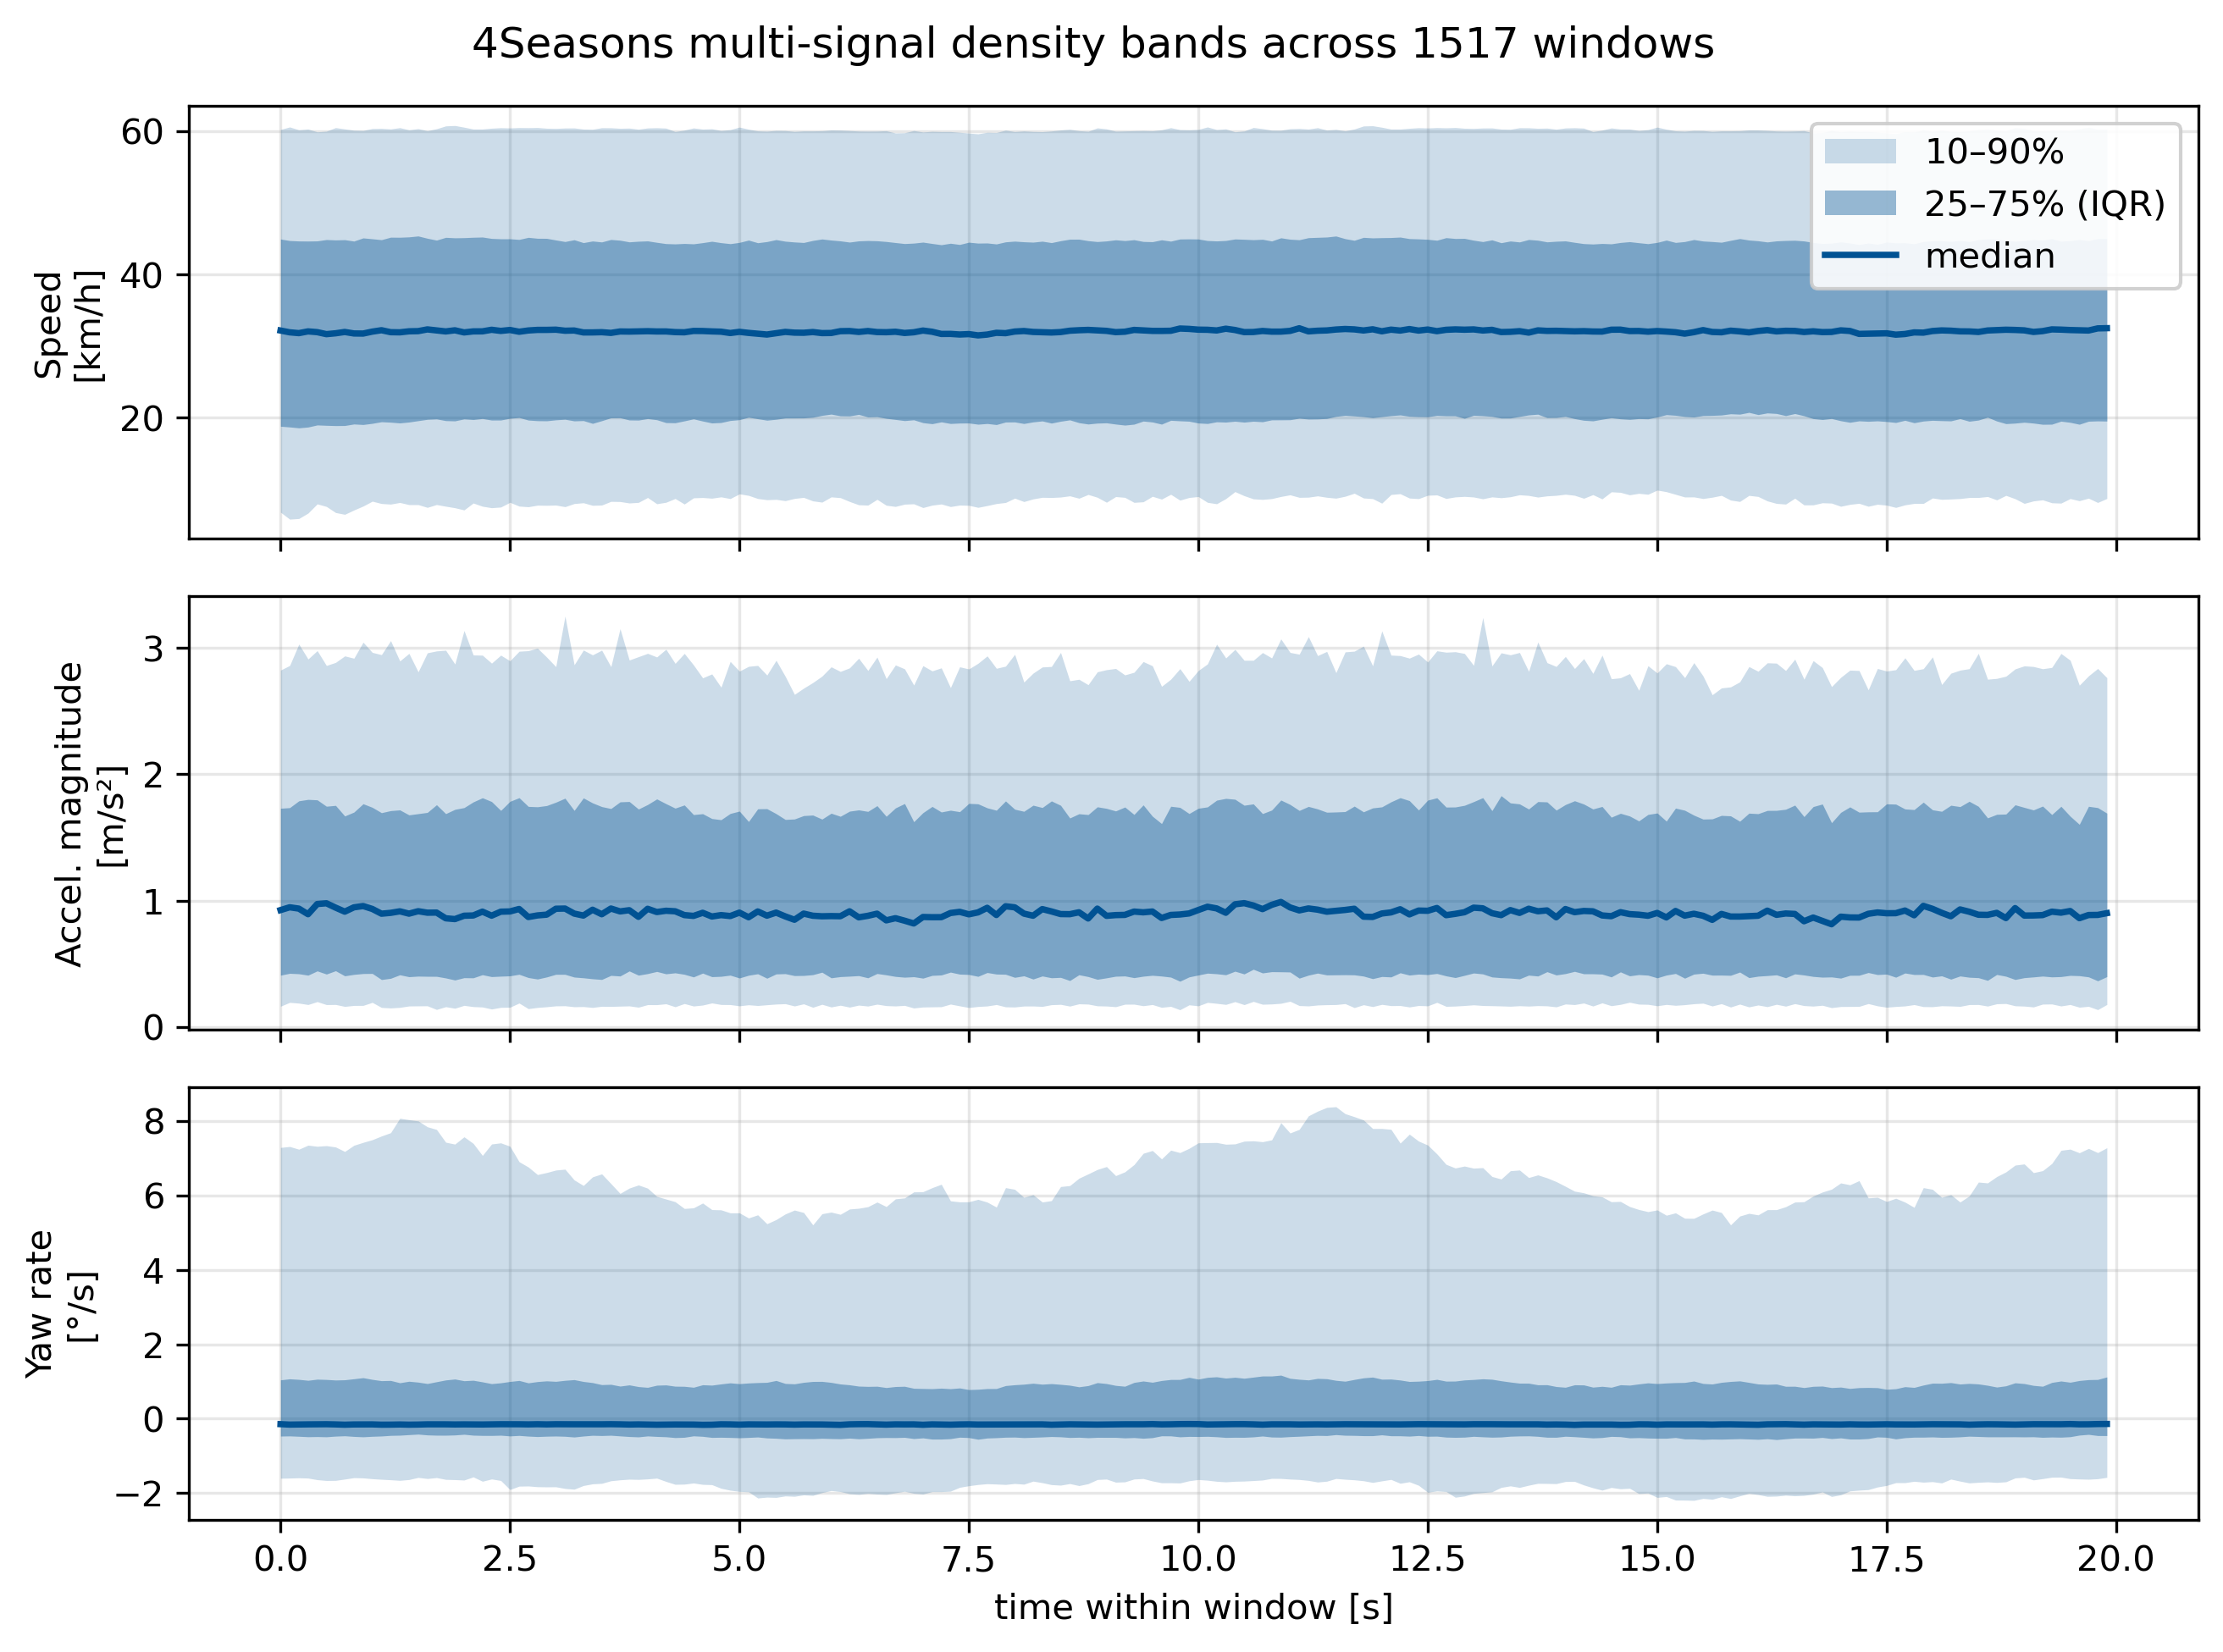 4Seasons multi-signal density bands across 1517 windows
60
40
20
Speed
[km/h]
10–90%
25–75% (IQR)
median
3
2
1
0
Accel. magnitude
[m/s²]
8
6
4
2
0
−2
Yaw rate
[°/s]
0.0 2.5 5.0 7.5 10.0 12.5 15.0 17.5 20.0
time within window [s]